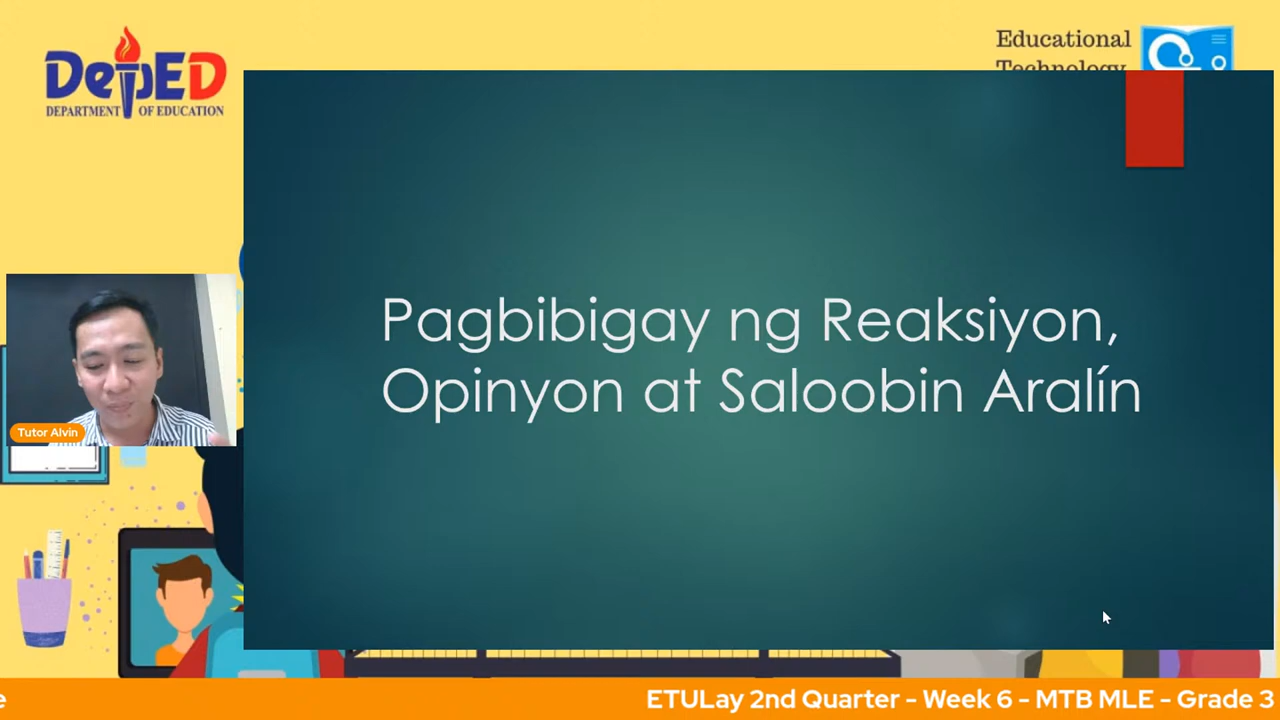 DepED
DEPARTMENT OF EDUCATION
Educational
Technology
Pagbibigay ng Reaksiyon,
Opinyon at Saloobin Aralín
Tutor Alvin
e
ETULay 2nd Quarter - Week 6 - MTB MLE - Grade 3